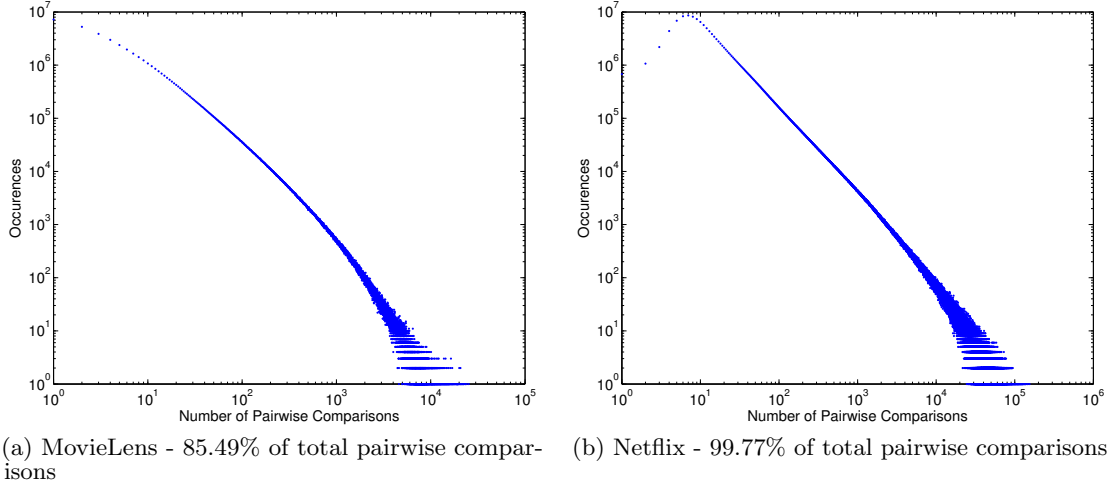 10^7
10^6
10^5
10^4
10^3
10^2
10^1
10^0
Occurences
10^0 10^1 10^2 10^3 10^4 10^5
Number of Pairwise Comparisons
(a) MovieLens - 85.49% of total pairwise compar-
isons
10^7
10^6
10^5
10^4
10^3
10^2
10^1
10^0
Occurences
10^0 10^1 10^2 10^3 10^4 10^5 10^6
Number of Pairwise Comparisons
(b) Netflix - 99.77% of total pairwise comparisons